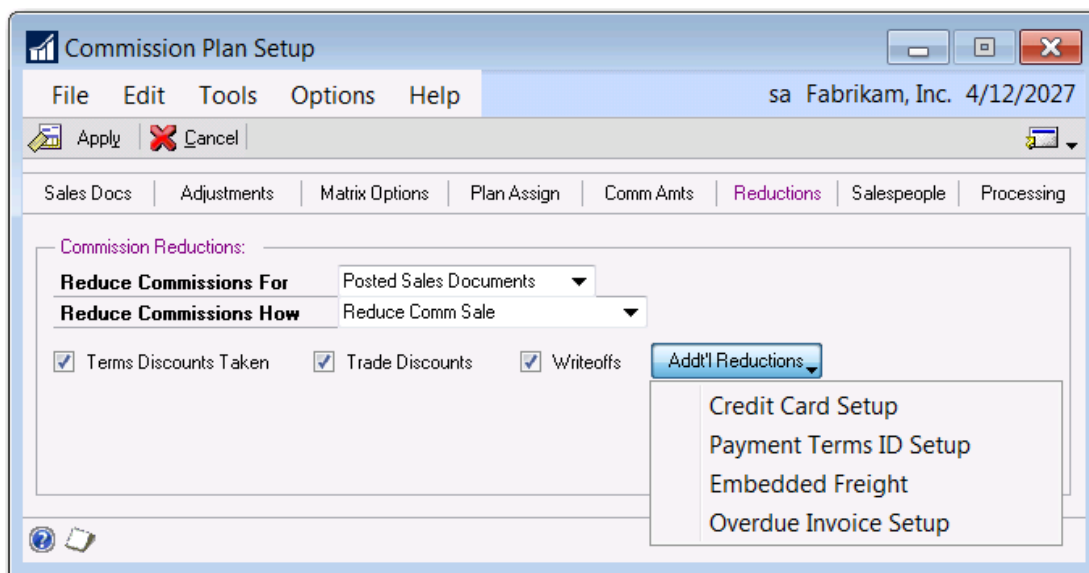 Commission Plan Setup
File Edit Tools Options Help sa Fabrikam, Inc. 4/12/2027
Apply Cancel
Sales Docs Adjustments Matrix Options Plan Assign Comm Amts Reductions Salespeople Processing
Commission Reductions:
Reduce Commissions For Posted Sales Documents
Reduce Commissions How Reduce Comm Sale
Terms Discounts Taken Trade Discounts Writeoffs Addt'l Reductions
Credit Card Setup
Payment Terms ID Setup
Embedded Freight
Overdue Invoice Setup